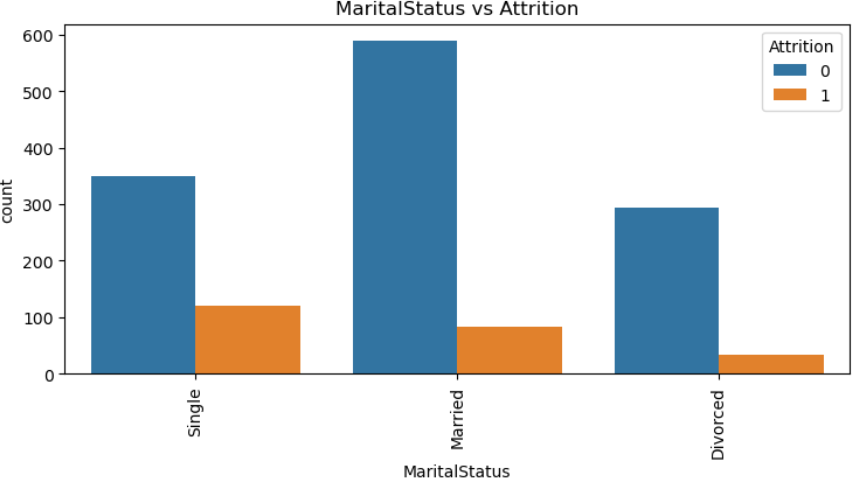 MaritalStatus vs Attrition
Attrition
0
1
600
500
400
300
200
100
0
count
Single
Married
Divorced
MaritalStatus